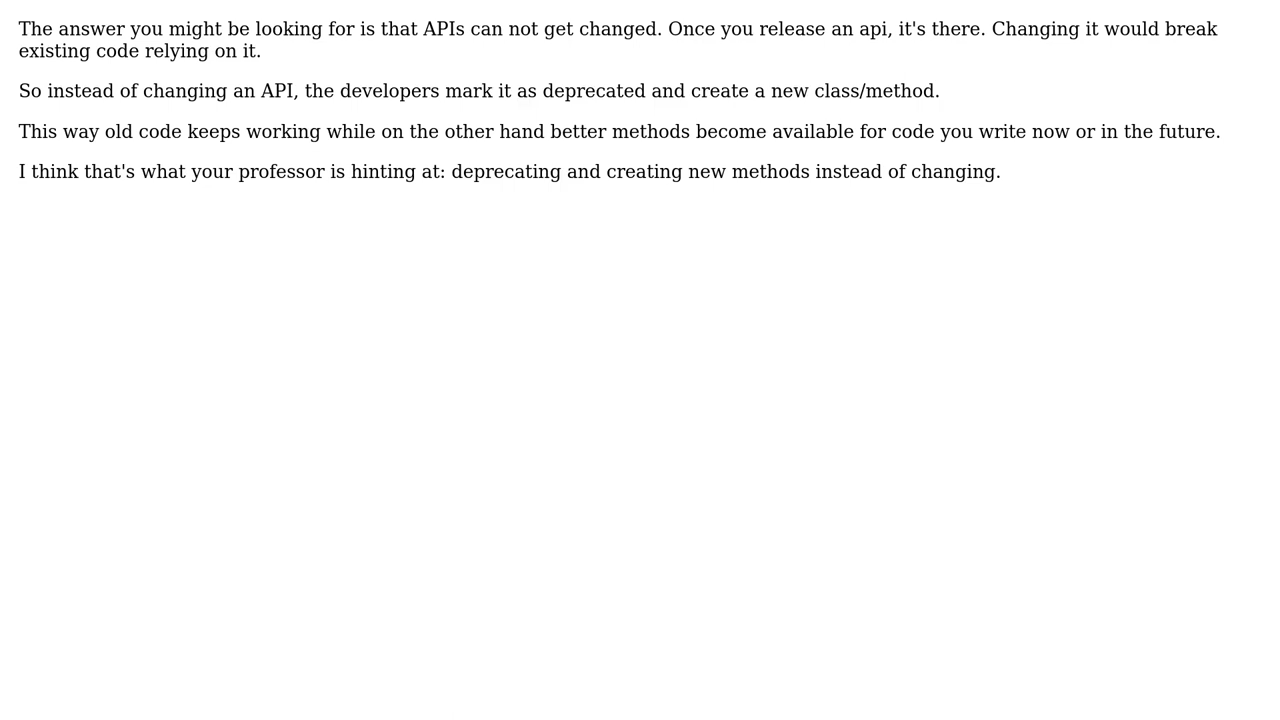 The answer you might be looking for is that APIs can not get changed. Once you release an api, it's there. Changing it would break
existing code relying on it.
So instead of changing an API, the developers mark it as deprecated and create a new class/method.
This way old code keeps working while on the other hand better methods become available for code you write now or in the future.
I think that's what your professor is hinting at: deprecating and creating new methods instead of changing.